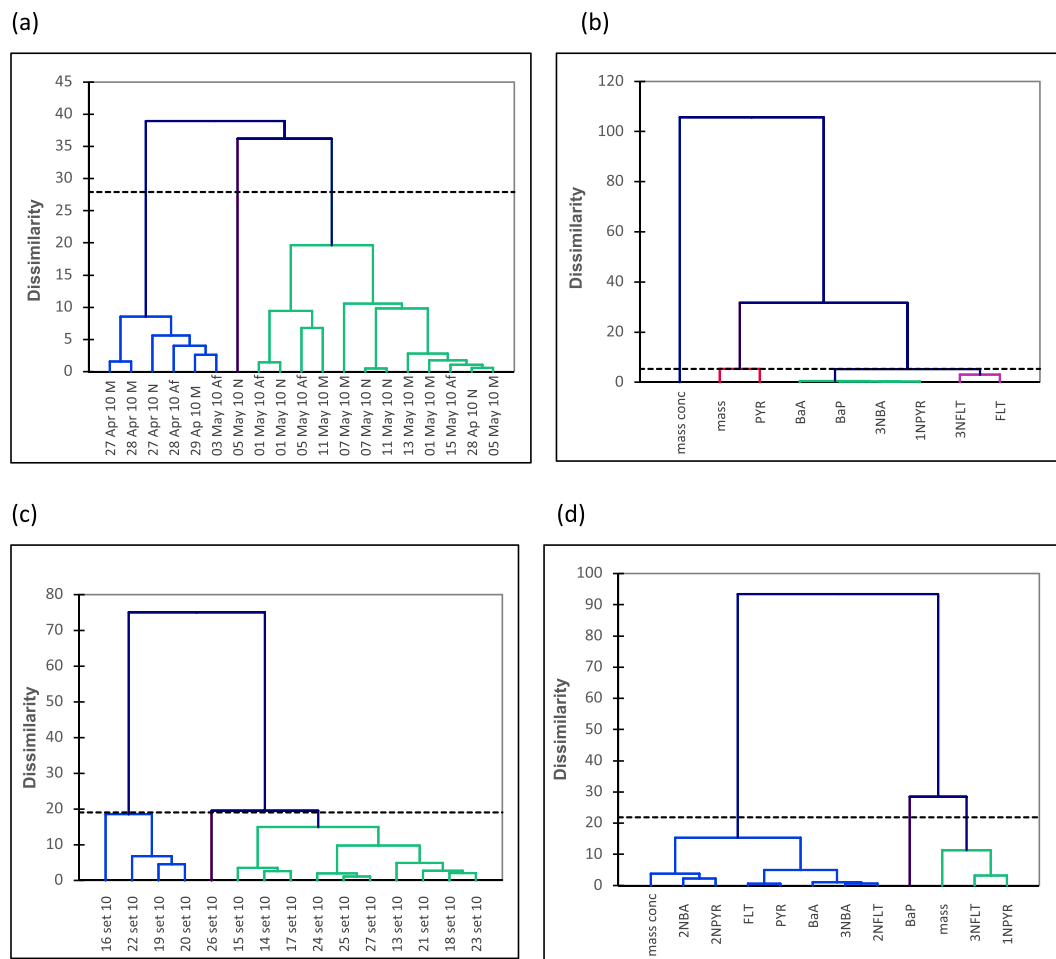 (a)
(b)
45
40
35
30
25
20
15
10
5
0
Dissimilarity
27 Apr 10 M
28 Apr 10 M
27 Apr 10 N
28 Apr 10 Af
29 Ap 10 M
03 May 10 Af
05 May 10 N
01 May 10 Af
01 May 10 N
05 May 10 Af
11 May 10 M
07 May 10 M
07 May 10 N
11 May 10 N
13 May 10 M
01 May 10 M
15 May 10 Af
28 Ap 10 N
05 May 10 M
120
100
80
60
40
20
0
Dissimilarity
mass conc
mass
PYR
BaA
BaP
3NBA
1NPYR
3NFLT
FLT
(c)
(d)
80
70
60
50
40
30
20
10
0
Dissimilarity
16 set 10
22 set 10
19 set 10
20 set 10
26 set 10
15 set 10
14 set 10
17 set 10
24 set 10
25 set 10
27 set 10
13 set 10
21 set 10
18 set 10
23 set 10
100
90
80
70
60
50
40
30
20
10
0
Dissimilarity
mass conc
2NBA
2NPYR
FLT
PYR
BaA
3NBA
2NFLT
BaP
mass
3NFLT
1NPYR